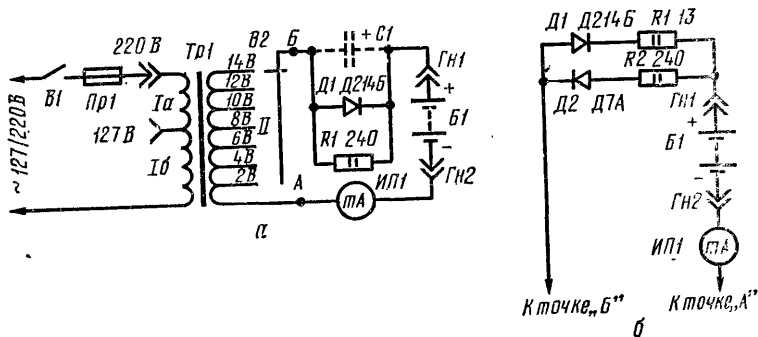 220 В
Тр1
В2
Б
+ С1
Гн1
14В
12В
10В
8В
6В
4В
2В
В1
Пр1
Iа
II
Д1 Д214Б
+
Б1
-
~127/220В
127 В
Iб
R1 240
А
ИП1
mA
Гн2
а
Д1 Д214Б R1 13
R2 240
Д2 Д7А
Гн1
+
Б1
-
Гн2
ИП1
mA
К точке „Б" К точке „А"
б